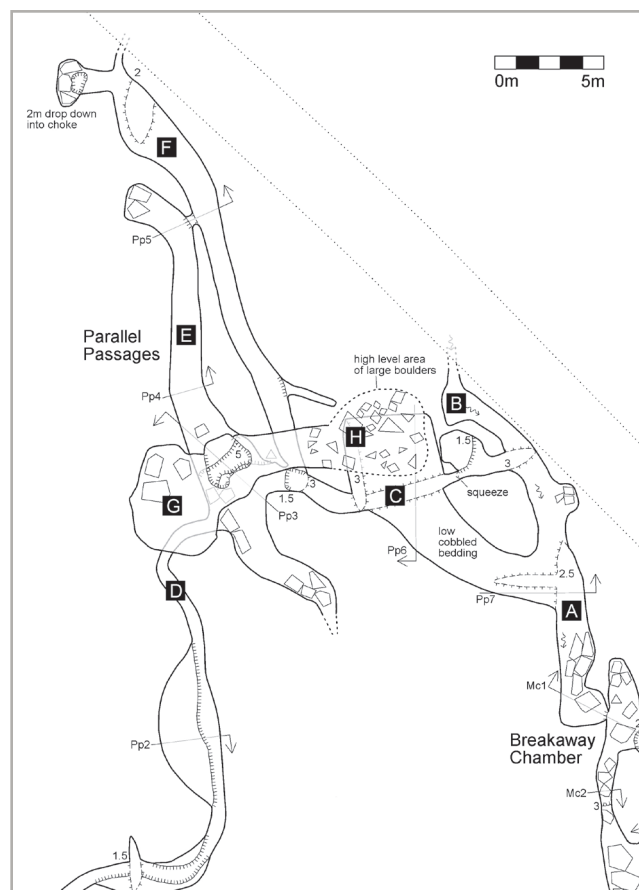 0m
5m
2
2m drop down
into choke
F
Pp5
Parallel
Passages
E
high level area
of large boulders
Pp4
B
H
1.5
5
3
G
3
C
squeeze
3
1.5
Pp3
low
cobbled
bedding
Pp6
2.5
D
Pp7
A
Mc1
Pp2
Breakaway
Chamber
Mc2
3
1.5